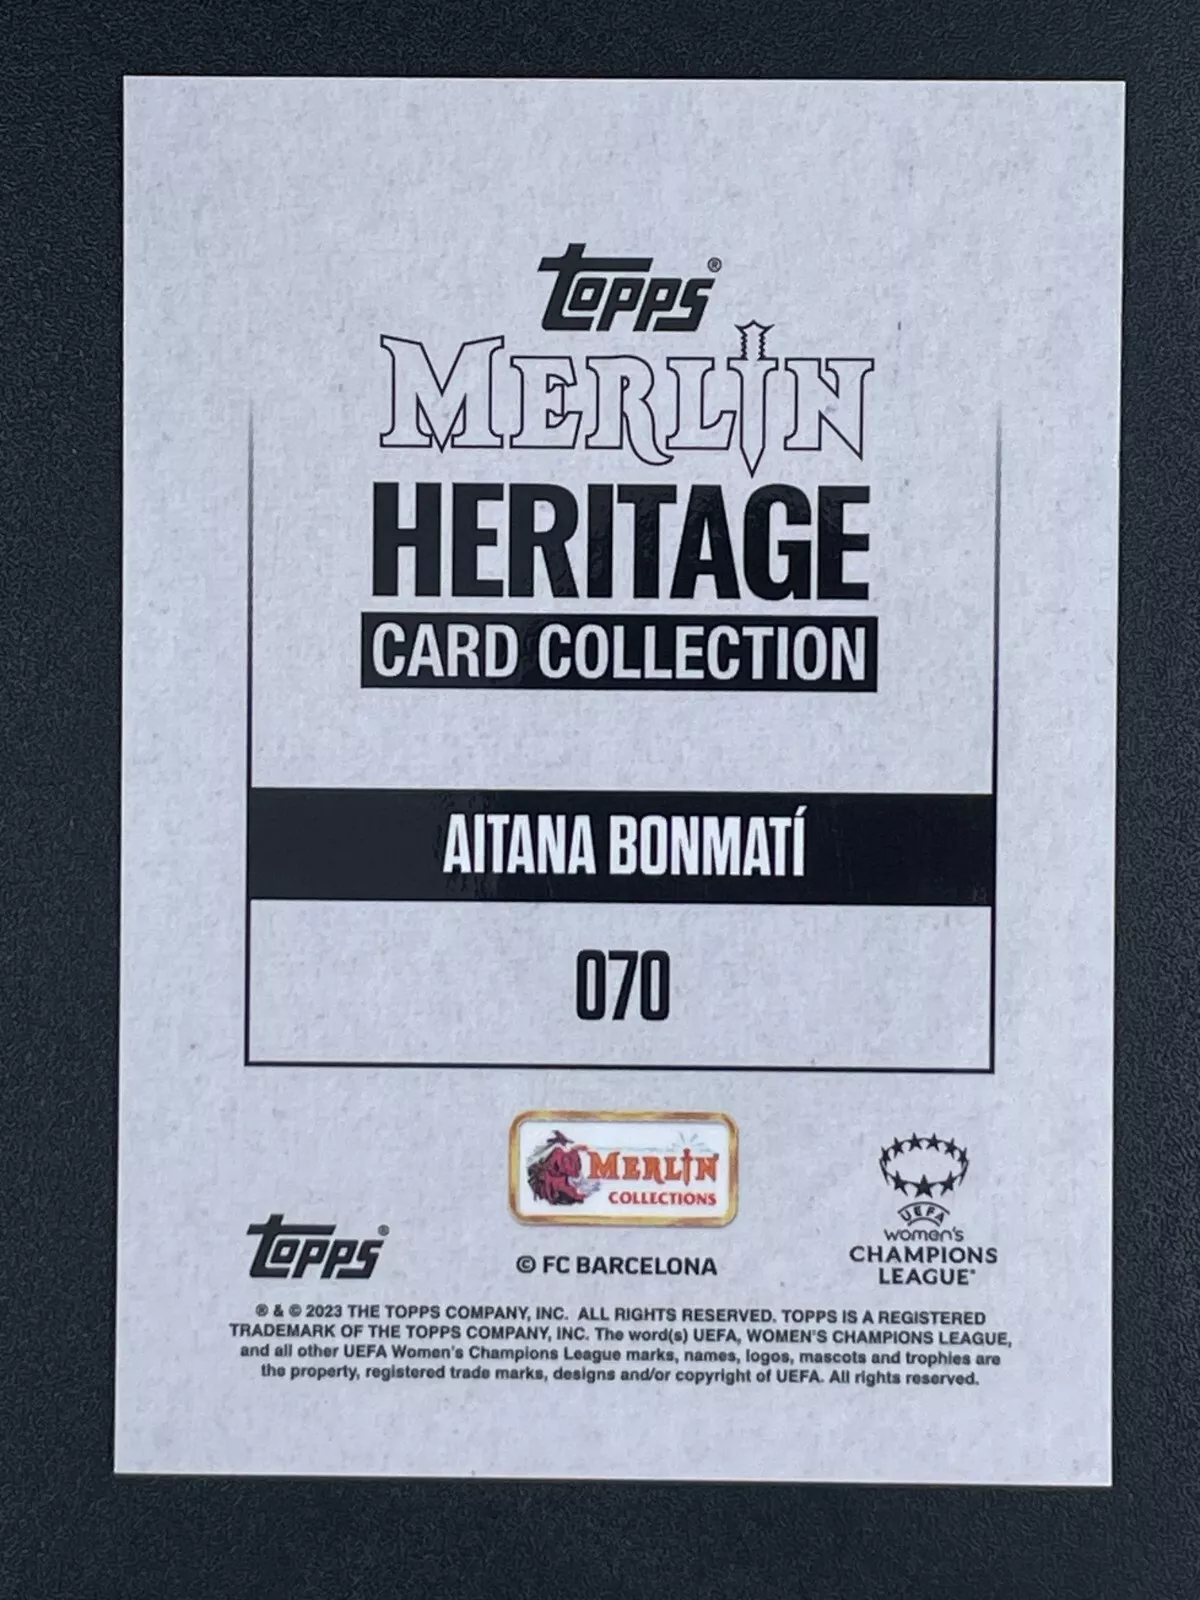 TOPPS®
MERLIN
HERITAGE
CARD COLLECTION
AITANA BONMATÍ
070
MERLIN
COLLECTIONS
TOPPS®
© FC BARCELONA
UEFA
women's
CHAMPIONS
LEAGUE
® & © 2023 THE TOPPS COMPANY, INC. ALL RIGHTS RESERVED. TOPPS IS A REGISTERED
TRADEMARK OF THE TOPPS COMPANY, INC. The word(s) UEFA, WOMEN'S CHAMPIONS LEAGUE,
and all other UEFA Women's Champions League marks, names, logos, mascots and trophies are
the property, registered trade marks, designs and/or copyright of UEFA. All rights reserved.